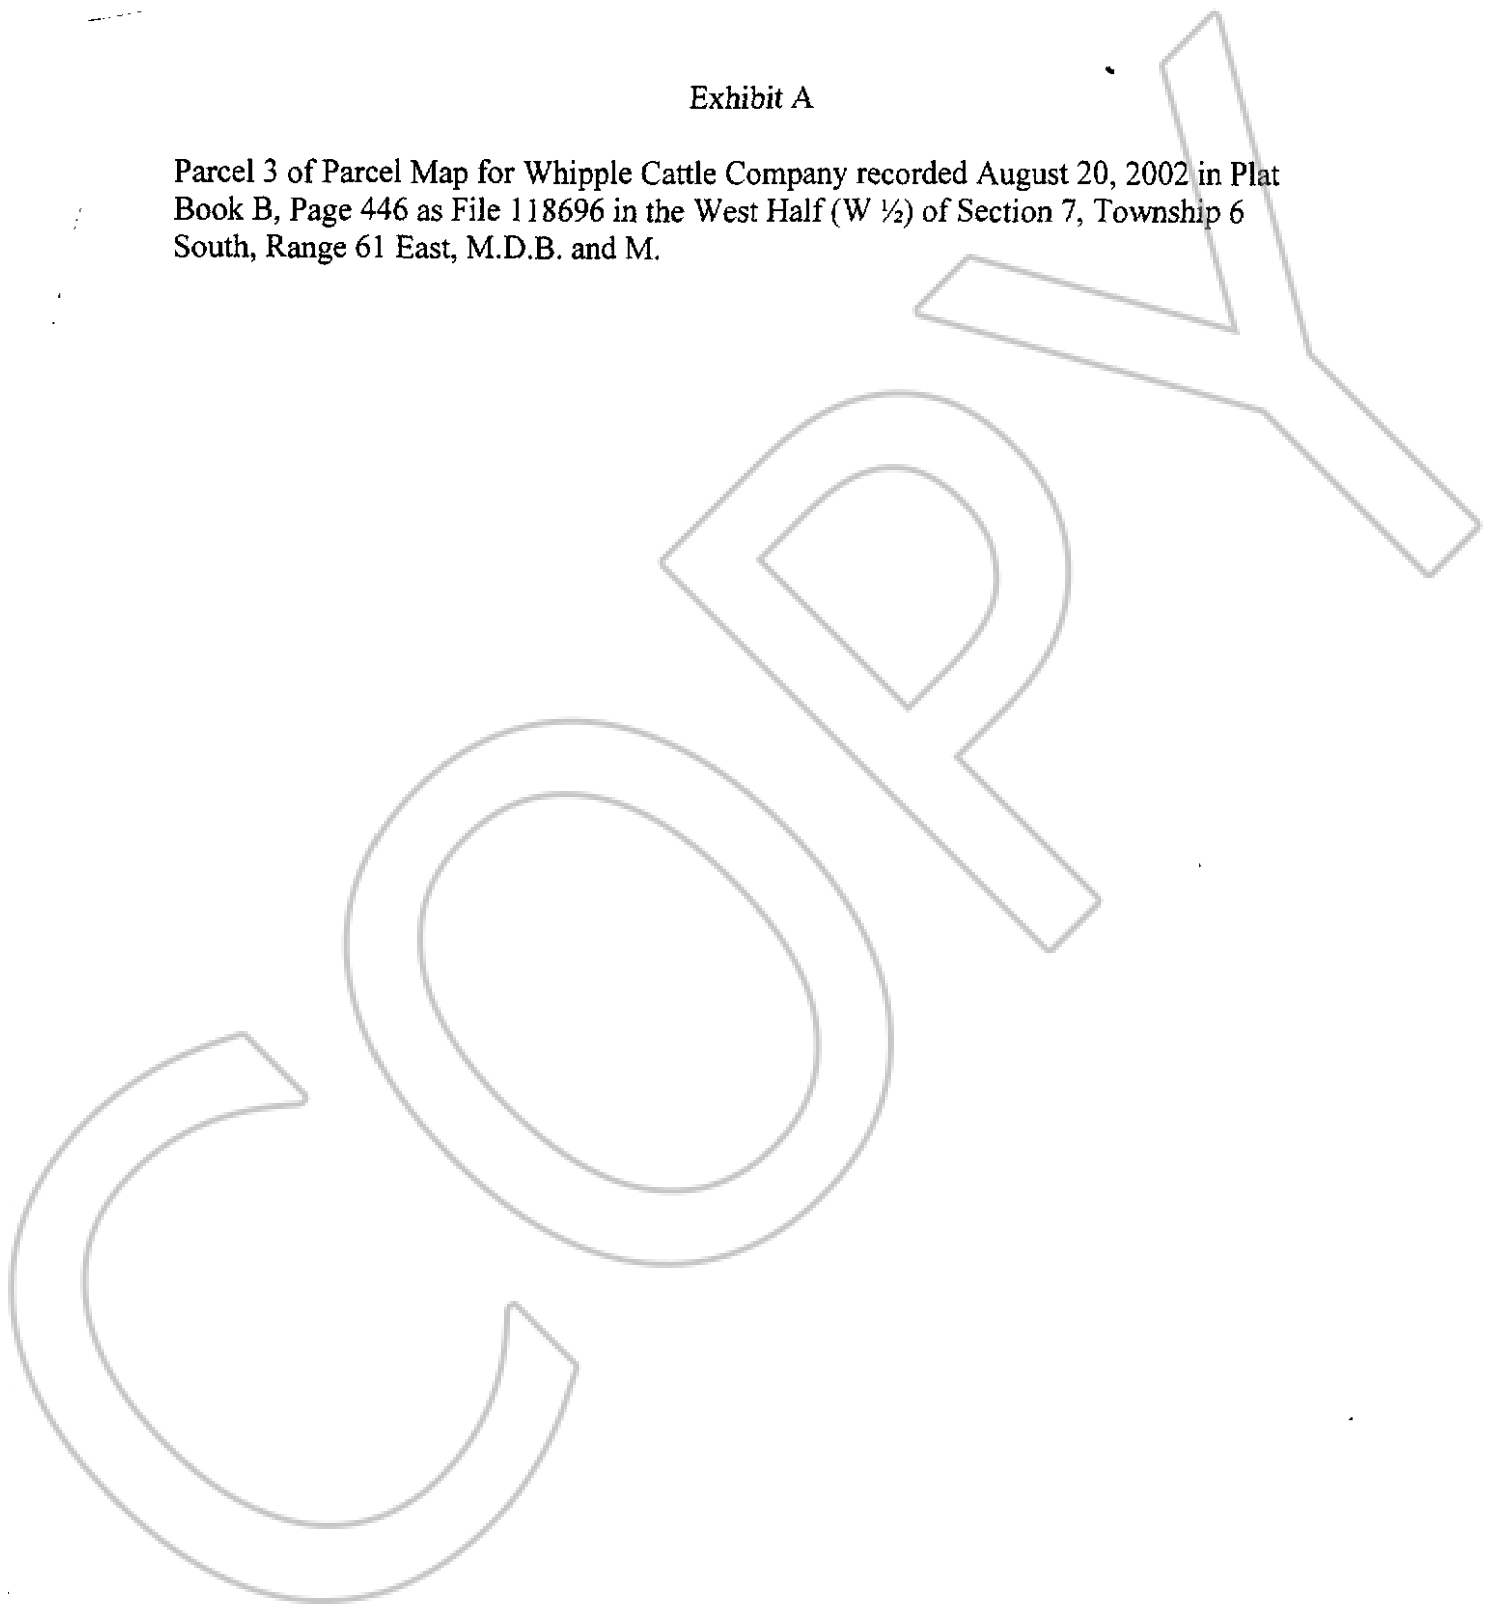 Exhibit A
Parcel 3 of Parcel Map for Whipple Cattle Company recorded August 20, 2002 in Plat
Book B, Page 446 as File 118696 in the West Half (W ½) of Section 7, Township 6
South, Range 61 East, M.D.B. and M.
COPY